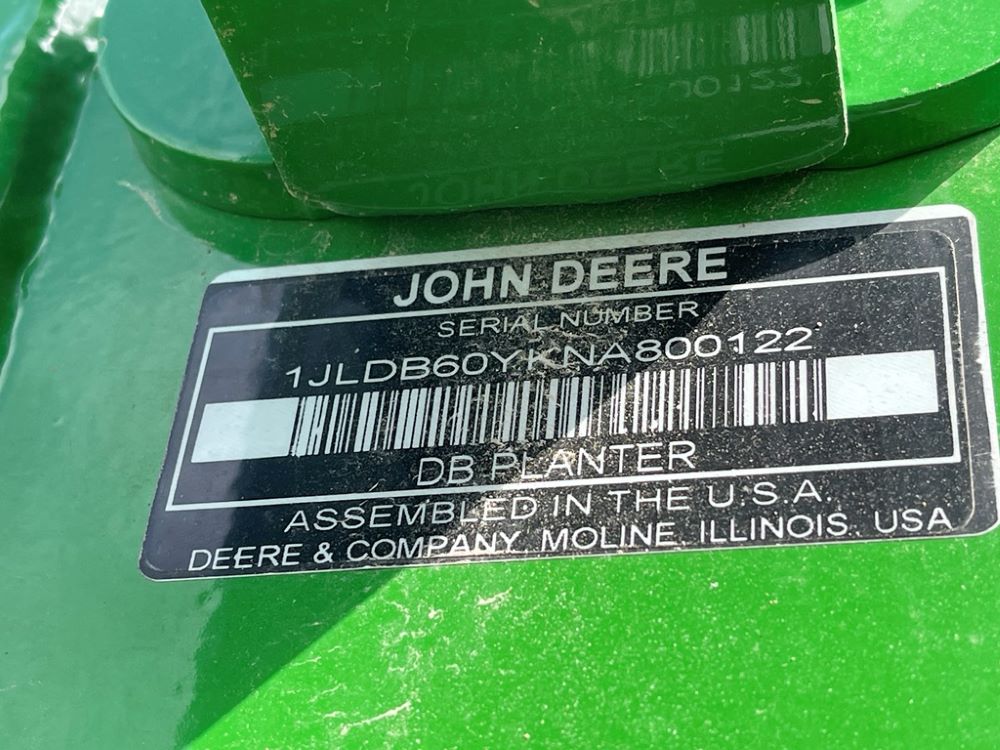 JOHN DEERE
SERIAL NUMBER
1JLDB60YKNA800122
DB PLANTER
ASSEMBLED IN THE U.S.A.
DEERE & COMPANY MOLINE ILLINOIS USA